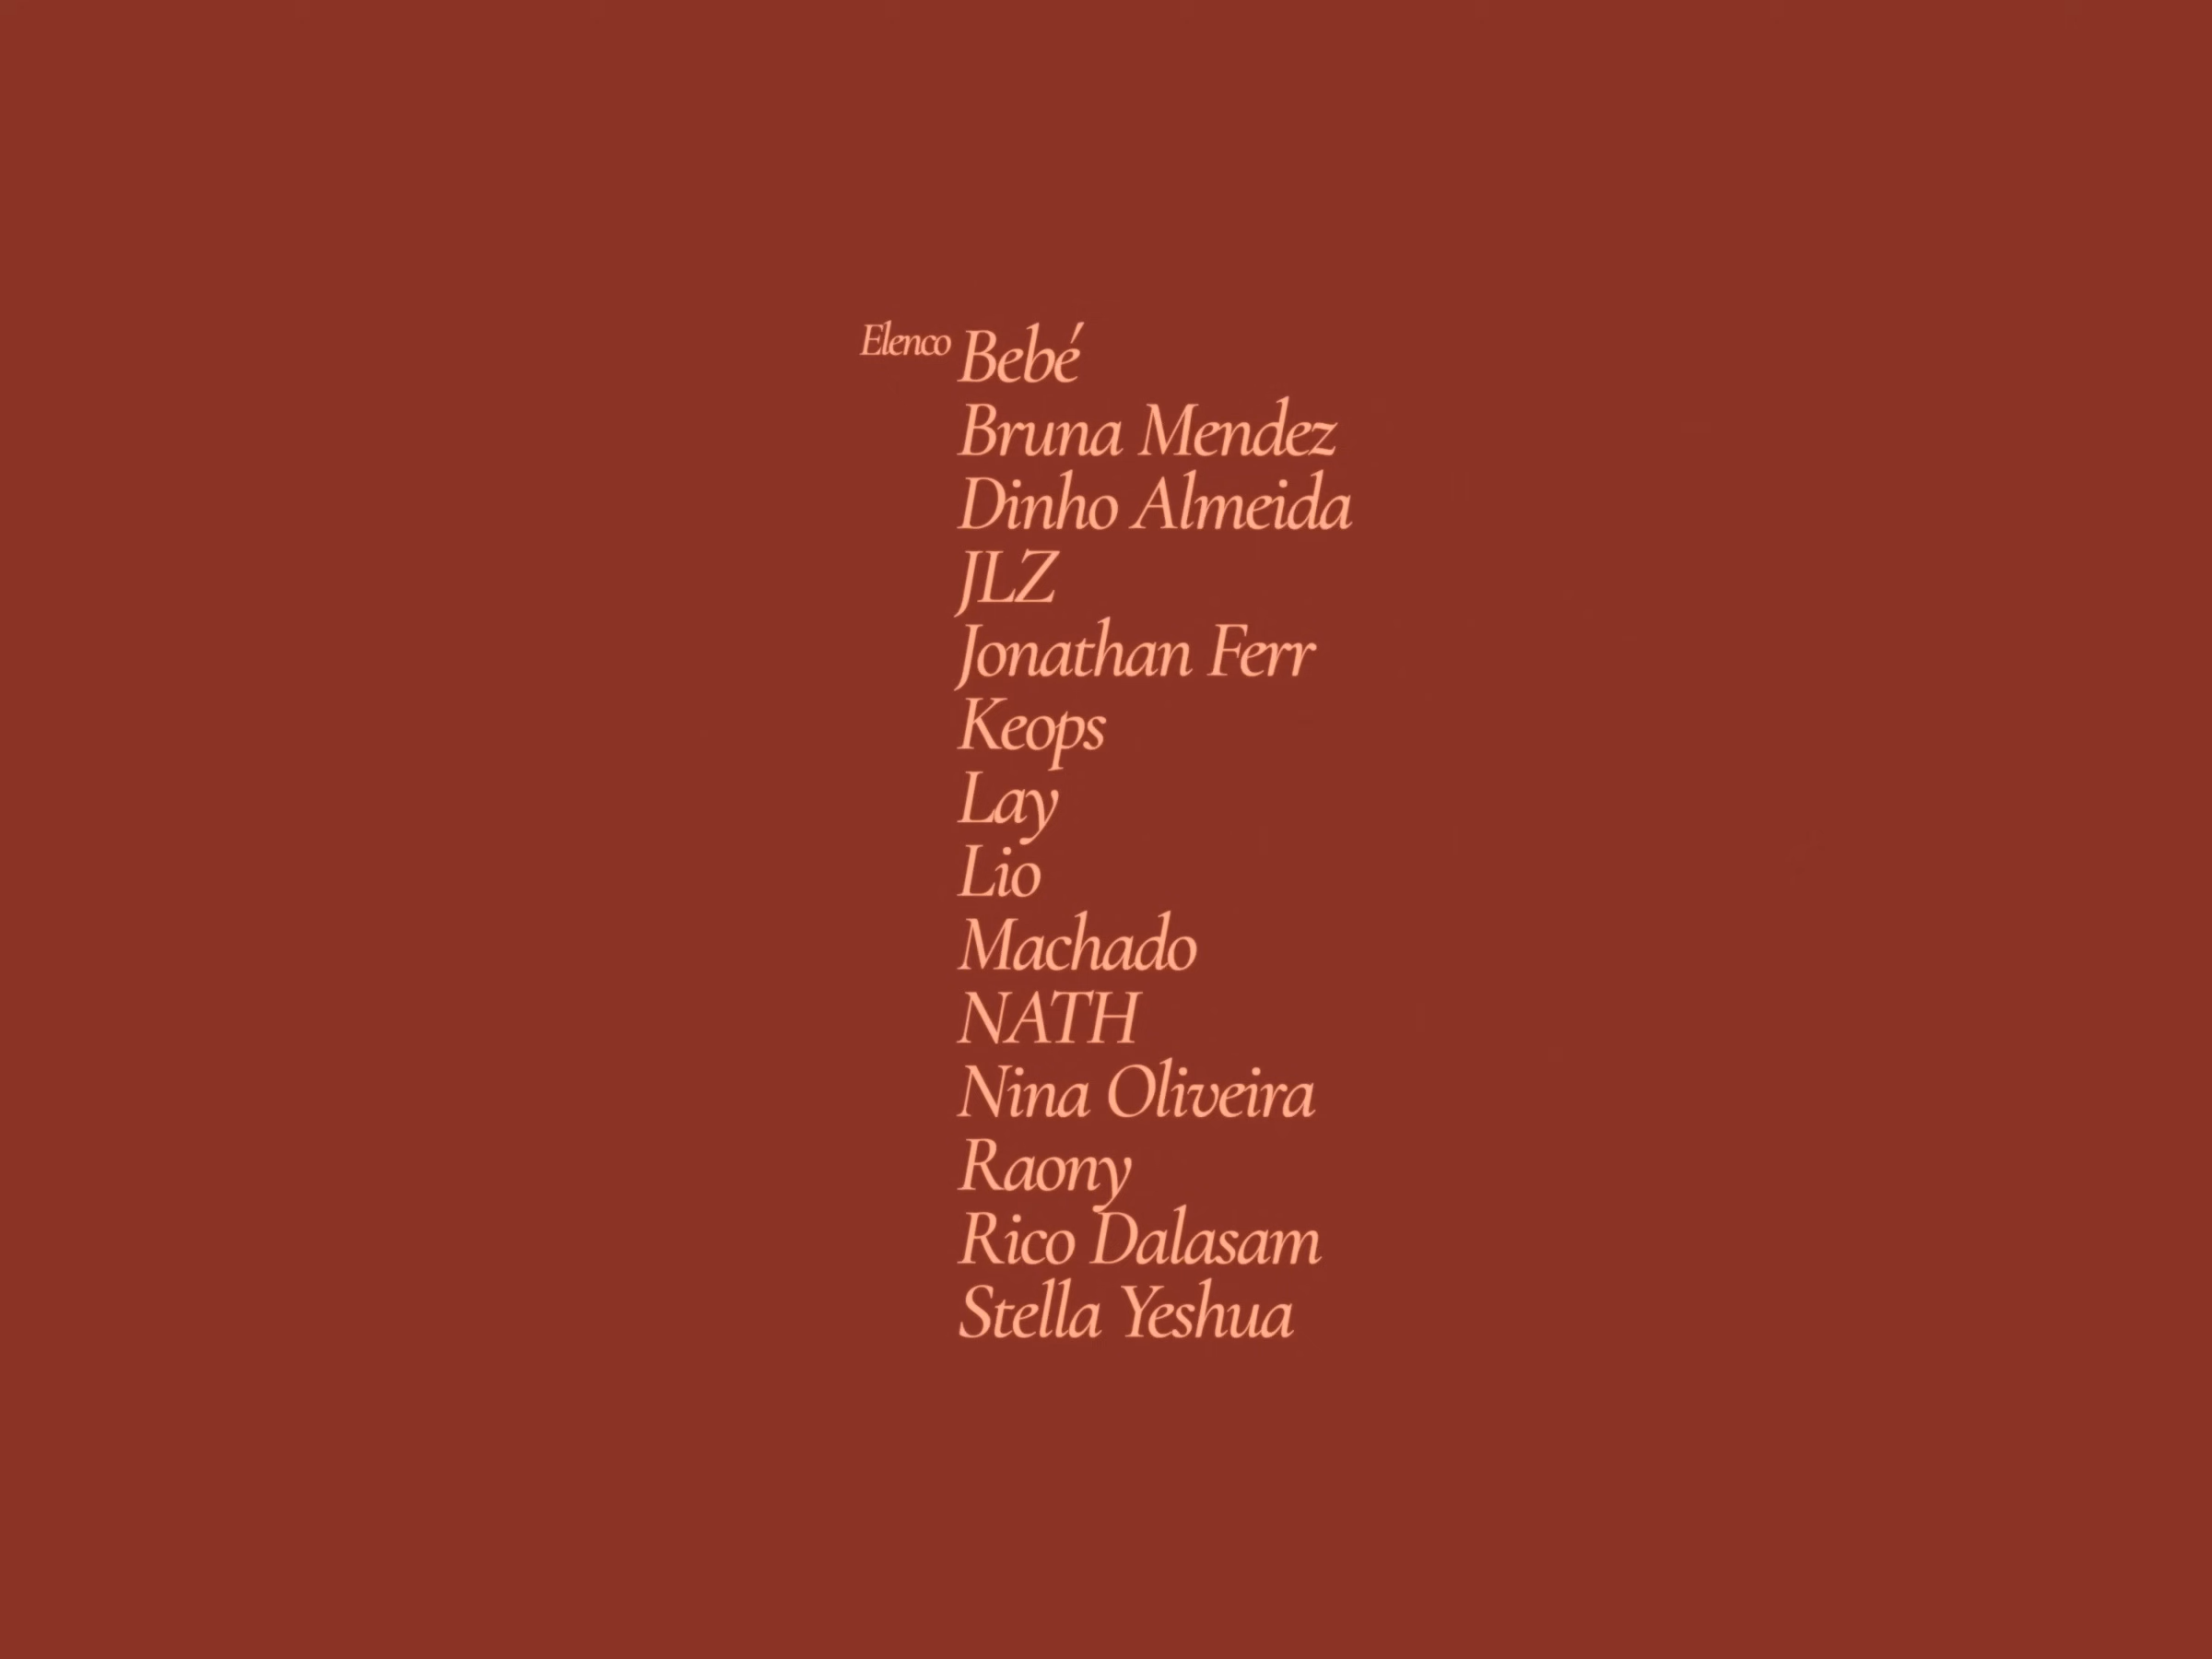 Elenco
Bebé
Bruna Mendez
Dinho Almeida
JLZ
Jonathan Ferr
Keops
Lay
Lio
Machado
NATH
Nina Oliveira
Raony
Rico Dalasam
Stella Yeshua